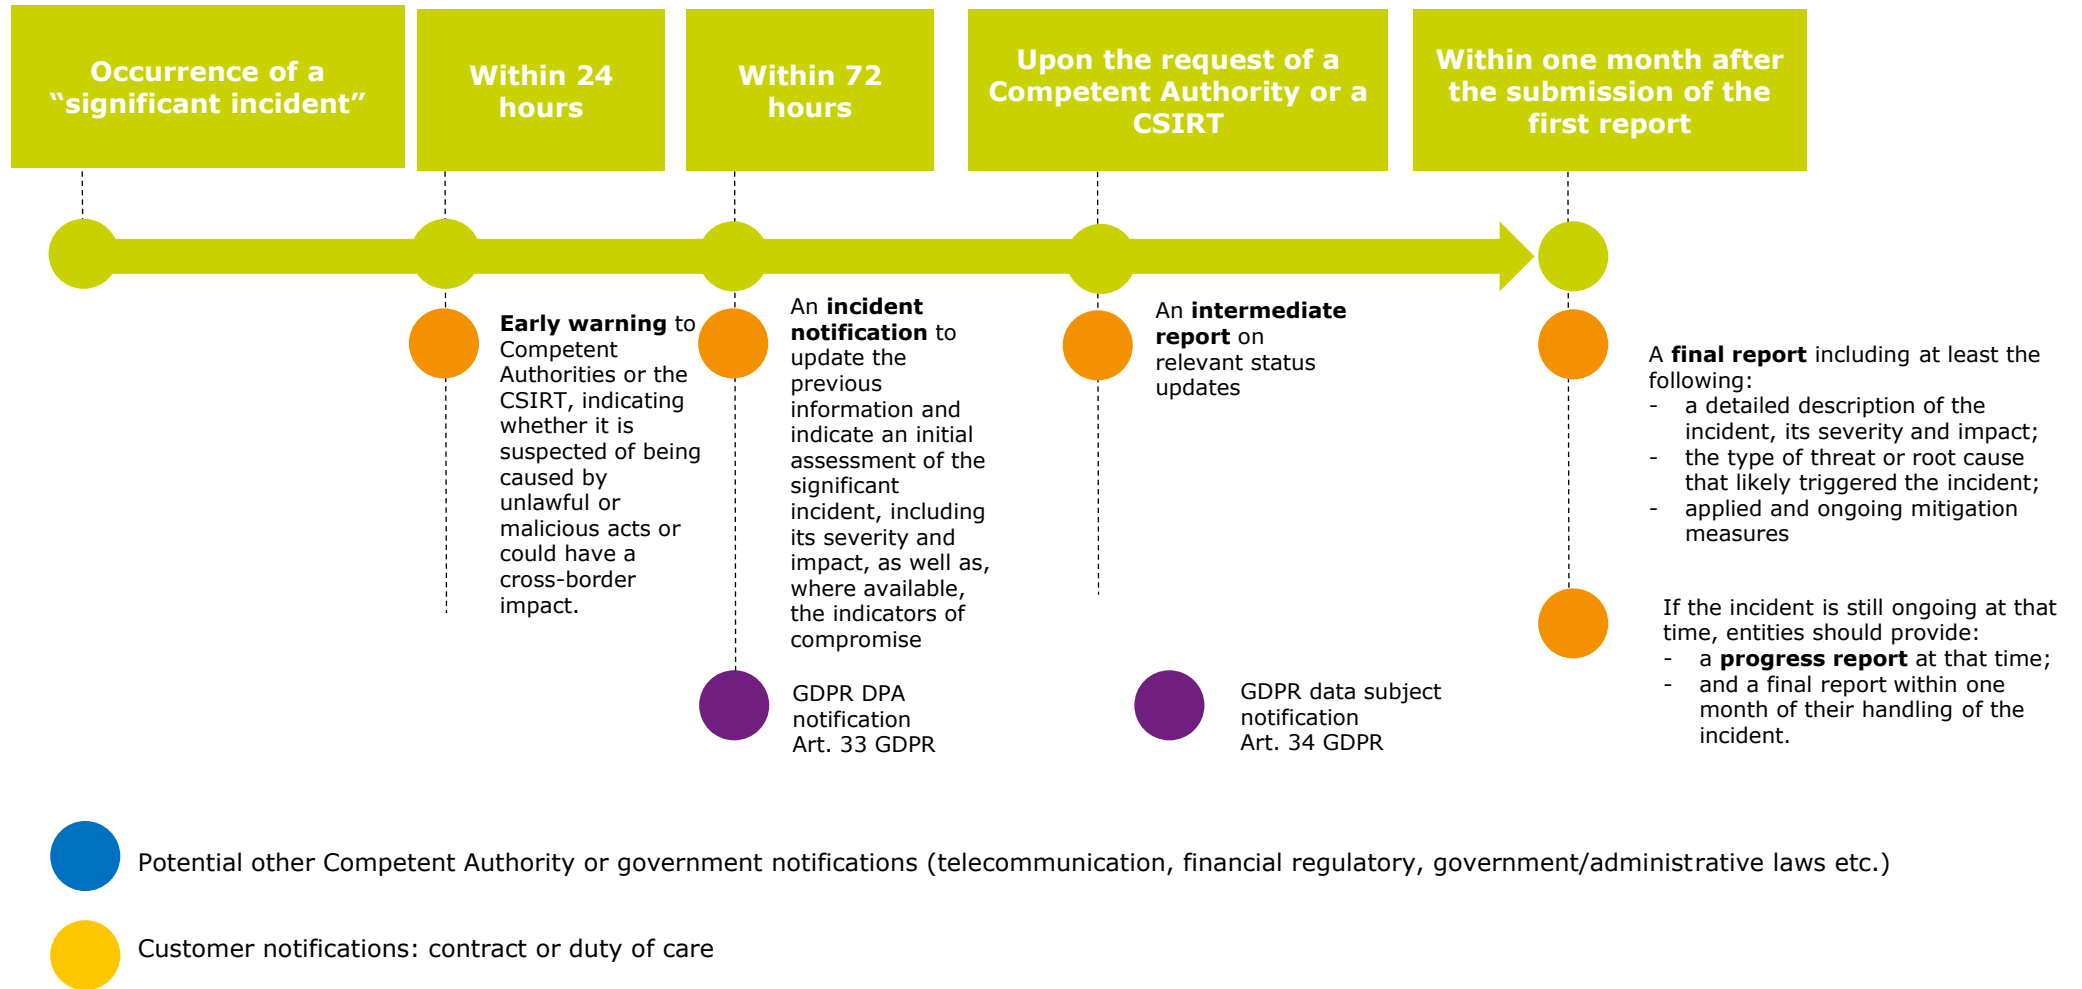 Occurrence of a
“significant incident”
Within 24
hours
Within 72
hours
Upon the request of a
Competent Authority or a
CSIRT
Within one month after
the submission of the
first report
Early warning to
Competent
Authorities or the
CSIRT, indicating
whether it is
suspected of being
caused by
unlawful or
malicious acts or
could have a
cross-border
impact.
An incident
notification to
update the
previous
information and
indicate an initial
assessment of the
significant
incident, including
its severity and
impact, as well as,
where available,
the indicators of
compromise
GDPR DPA
notification
Art. 33 GDPR
An intermediate
report on
relevant status
updates
GDPR data subject
notification
Art. 34 GDPR
A final report including at least the
following:
- a detailed description of the
incident, its severity and impact;
- the type of threat or root cause
that likely triggered the incident;
- applied and ongoing mitigation
measures
If the incident is still ongoing at that
time, entities should provide:
- a progress report at that time;
- and a final report within one
month of their handling of the
incident.
Potential other Competent Authority or government notifications (telecommunication, financial regulatory, government/administrative laws etc.)
Customer notifications: contract or duty of care